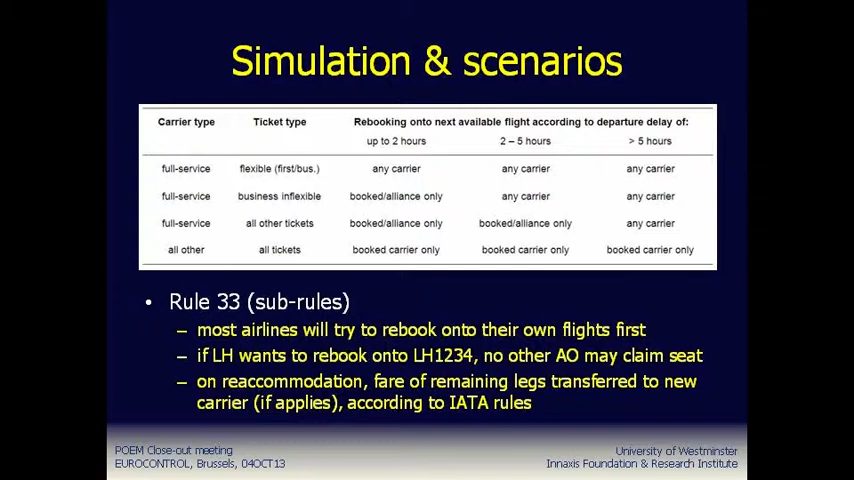 Simulation & scenarios
Carrier type Ticket type Rebooking onto next available flight according to departure delay of:
up to 2 hours 2 – 5 hours > 5 hours
full-service flexible (first/bus.) any carrier any carrier any carrier
full-service business inflexible booked/alliance only any carrier any carrier
full-service all other tickets booked/alliance only booked/alliance only any carrier
all other all tickets booked carrier only booked carrier only booked carrier only
• Rule 33 (sub-rules)
– most airlines will try to rebook onto their own flights first
– if LH wants to rebook onto LH1234, no other AO may claim seat
– on reaccommodation, fare of remaining legs transferred to new
carrier (if applies), according to IATA rules
POEM Close-out meeting
EUROCONTROL, Brussels, 04OCT13
University of Westminster
Innaxis Foundation & Research Institute